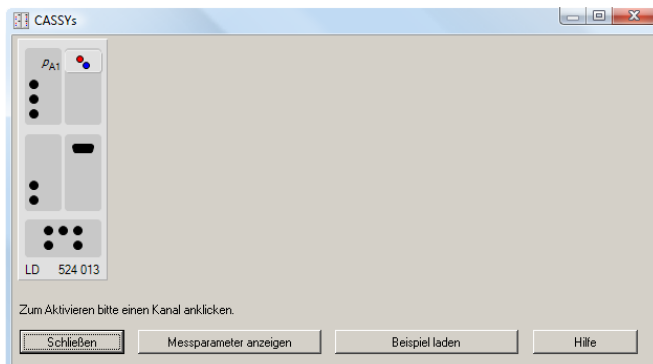 CASSYs
pA1
LD 524 013
Zum Aktivieren bitte einen Kanal anklicken.
Schließen Messparameter anzeigen Beispiel laden Hilfe